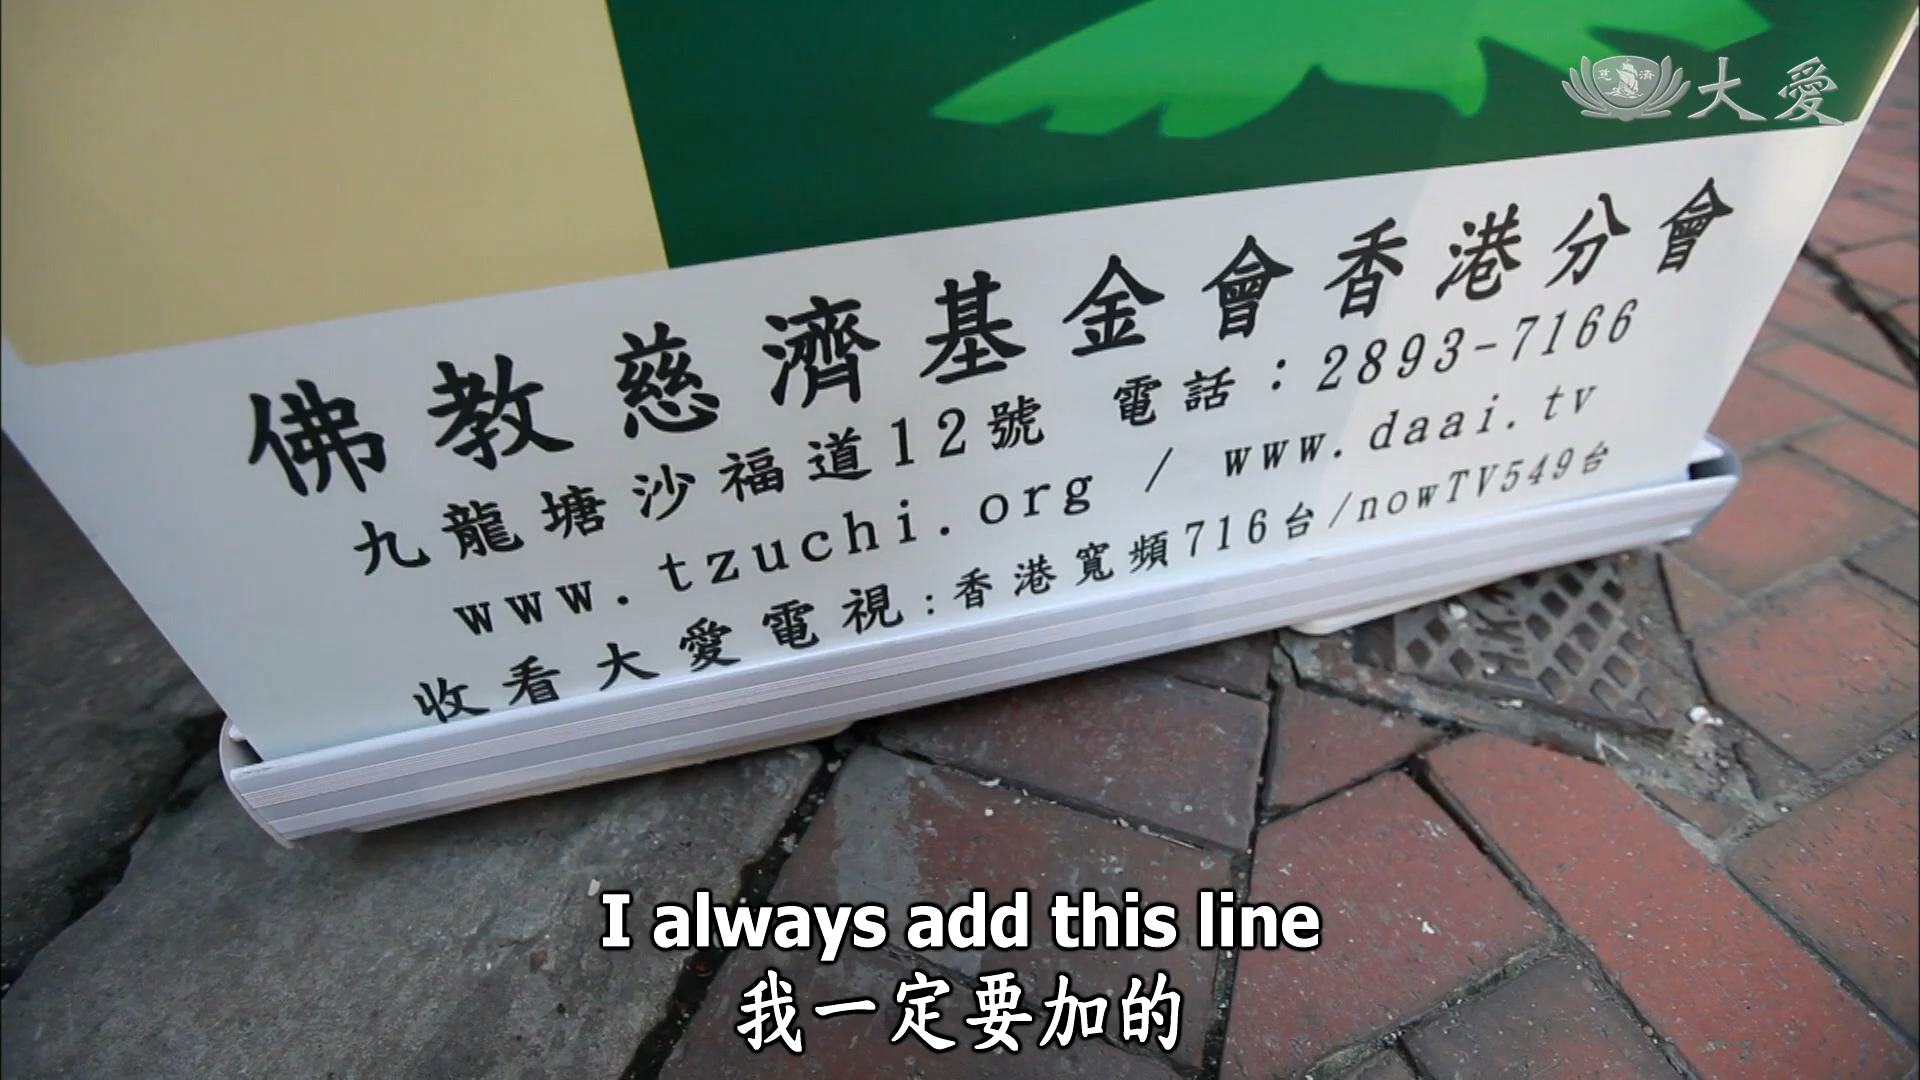 慈濟 大愛
佛教慈濟基金會香港分會
九龍塘沙福道12號 電話：2893-7166
www.tzuchi.org / www.daai.tv
收看大愛電視：香港寬頻716台/nowTV549台
I always add this line
我一定要加的